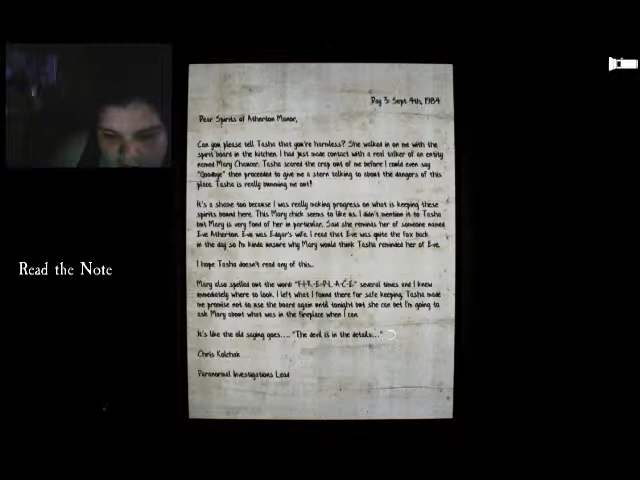 Day 3: Sept 4th, 1984
Dear Spirits of Atherton Manor,
Can you please tell Tasha that you're harmless? She walked in on me with the
spirit board in the kitchen. I had just made contact with a real talker of an entity
named Mary Chancer. Tasha scared the crap out of me before I could even say
"Goodbye" then proceeded to give me a stern talking to about the dangers of this
place. Tasha is really bumming me out!
It's a shame too because I was really making progress on what is keeping these
spirits bound here. This Mary chick seems to like us. I didn't mention it to Tasha
but Mary is very fond of her in particular. Said she reminds her of someone named
Eve Atherton. Eve was Edgar's wife. I read that Eve was quite the fox back
in the day so I'm kinda unsure why Mary would think Tasha reminded her of Eve.
I hope Tasha doesn't read any of this...
Read the Note
Mary also spelled out the word "F-I-R-E-P-L-A-C-E" several times and I knew
immediately where to look. I left what I found there for safe keeping. Tasha made
me promise not to use the board again until tonight but she can bet I'm going to
ask Mary about what was in the fireplace when I can.
It's like the old saying goes.... "The devil is in the details..."
Chris Kolchak
Paranormal Investigations Lead